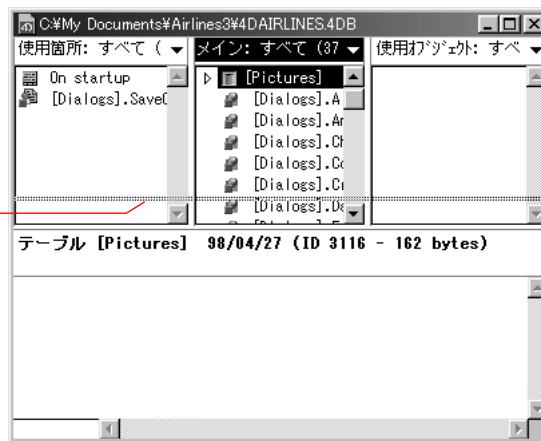 C:¥My Documents¥Airlines3¥4DAIRLINES.4DB
使用箇所: すべて (
メイン: すべて (37
使用ｵﾌﾞｼﾞｪｸﾄ: すべ
On startup
[Dialogs].Save
[Pictures]
[Dialogs].A
[Dialogs].Ar
[Dialogs].Ch
[Dialogs].Co
[Dialogs].Cr
[Dialogs].De
テーブル [Pictures] 98/04/27 (ID 3116 - 162 bytes)